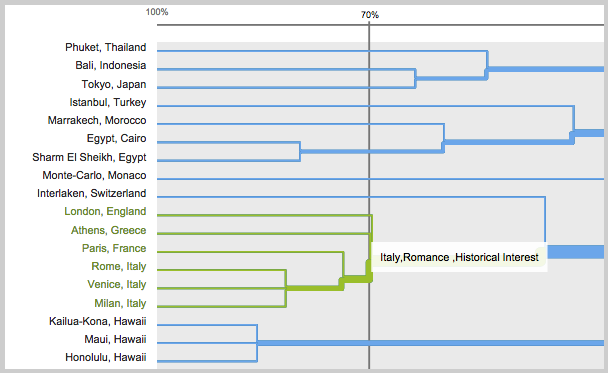 100%
70%
Phuket, Thailand
Bali, Indonesia
Tokyo, Japan
Istanbul, Turkey
Marrakech, Morocco
Egypt, Cairo
Sharm El Sheikh, Egypt
Monte-Carlo, Monaco
Interlaken, Switzerland
London, England
Athens, Greece
Paris, France
Italy,Romance ,Historical Interest
Rome, Italy
Venice, Italy
Milan, Italy
Kailua-Kona, Hawaii
Maui, Hawaii
Honolulu, Hawaii